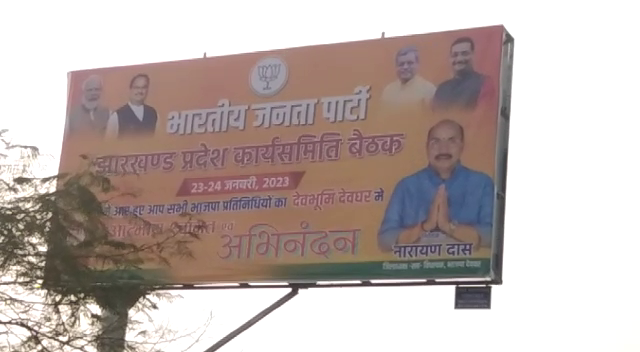 भारतीय जनता पार्टी
झारखण्ड प्रदेश कार्यसमिति बैठक
23-24 जनवरी, 2023
में आए हुए आप सभी भाजपा प्रतिनिधियों का देवभूमि देवघर में
एवं
अभिनंदन
नारायण दास